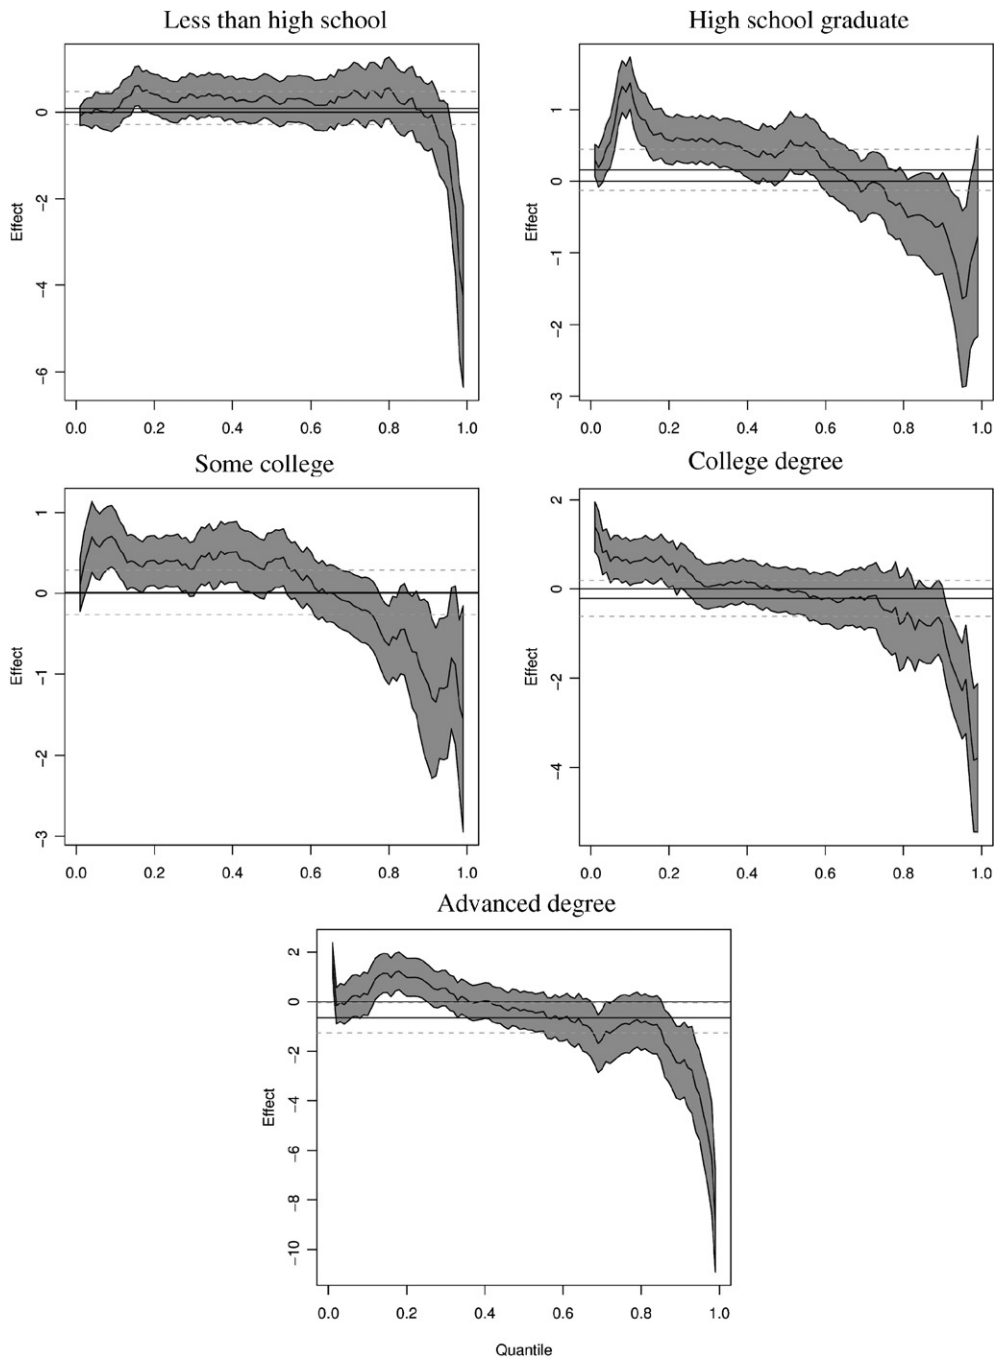 Less than high school
Effect
0
−2
−4
−6
0.0 0.2 0.4 0.6 0.8 1.0
High school graduate
Effect
1
0
−1
−2
−3
0.0 0.2 0.4 0.6 0.8 1.0
Some college
Effect
1
0
−1
−2
−3
0.0 0.2 0.4 0.6 0.8 1.0
College degree
Effect
2
0
−2
−4
0.0 0.2 0.4 0.6 0.8 1.0
Advanced degree
Effect
2
0
−2
−4
−6
−8
−10
0.0 0.2 0.4 0.6 0.8 1.0
Quantile